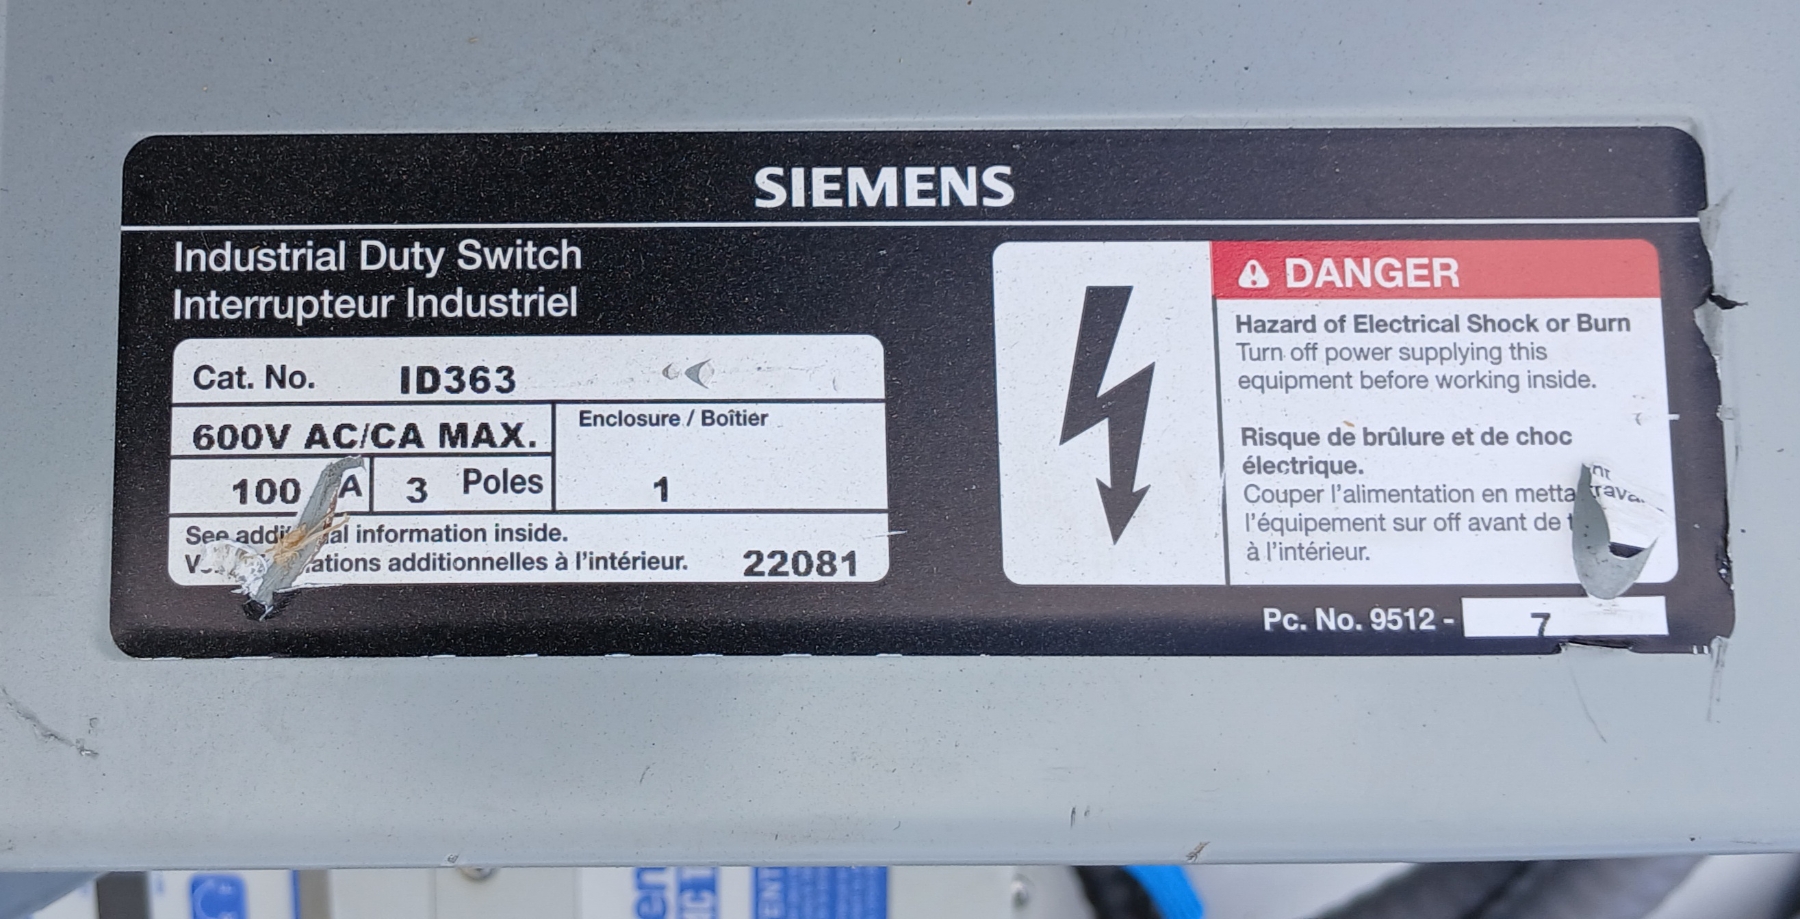 SIEMENS
Industrial Duty Switch
Interrupteur Industriel
Cat. No. ID363
600V AC/CA MAX.
Enclosure / Boîtier
100 A 3 Poles 1
See al information inside.
additionnelles à l'intérieur. 22081
DANGER
Hazard of Electrical Shock or Burn
Turn off power supplying this
equipment before working inside.
Risque de brûlure et de choc
électrique.
Couper l'alimentation en
l'équipement sur off avant de
à l'intérieur.
Pc. No. 9512 - 7